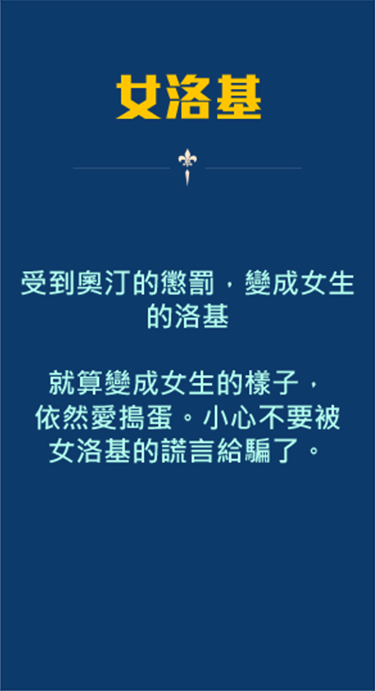 女洛基
受到奧汀的懲罰，變成女生
的洛基
就算變成女生的樣子，
依然愛搗蛋。小心不要被
女洛基的謊言給騙了。